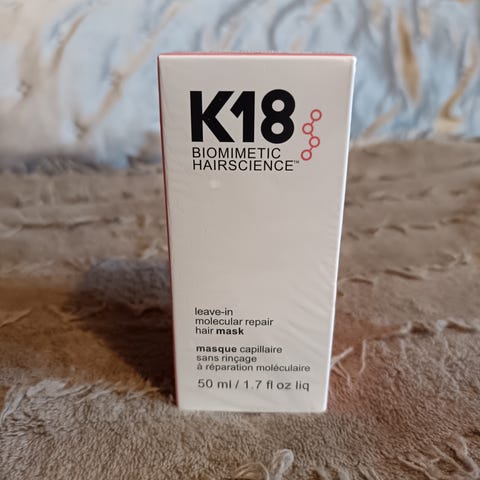 K18
BIOMIMETIC
HAIRSCIENCE™
leave-in
molecular repair
hair mask
masque capillaire
sans rinçage
à réparation moléculaire
50 ml / 1.7 fl oz liq